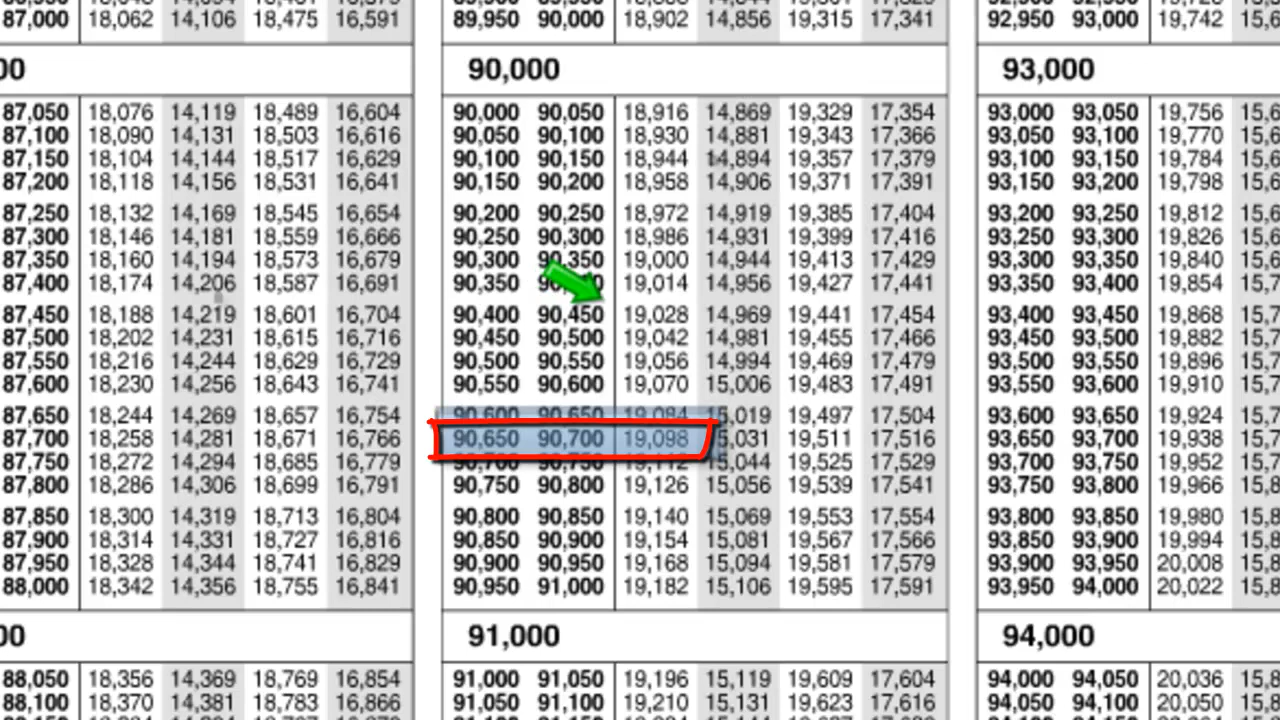 87,000 18,062 14,106 18,475 16,591
87,050 18,076 14,119 18,489 16,604
87,100 18,090 14,131 18,503 16,616
87,150 18,104 14,144 18,517 16,629
87,200 18,118 14,156 18,531 16,641
87,250 18,132 14,169 18,545 16,654
87,300 18,146 14,181 18,559 16,666
87,350 18,160 14,194 18,573 16,679
87,400 18,174 14,206 18,587 16,691
87,450 18,188 14,219 18,601 16,704
87,500 18,202 14,231 18,615 16,716
87,550 18,216 14,244 18,629 16,729
87,600 18,230 14,256 18,643 16,741
87,650 18,244 14,269 18,657 16,754
87,700 18,258 14,281 18,671 16,766
87,750 18,272 14,294 18,685 16,779
87,800 18,286 14,306 18,699 16,791
87,850 18,300 14,319 18,713 16,804
87,900 18,314 14,331 18,727 16,816
87,950 18,328 14,344 18,741 16,829
88,000 18,342 14,356 18,755 16,841
88,050 18,356 14,369 18,769 16,854
88,100 18,370 14,381 18,783 16,866
89,950 90,000 18,902 14,856 19,315 17,341
90,000
90,000 90,050 18,916 14,869 19,329 17,354
90,050 90,100 18,930 14,881 19,343 17,366
90,100 90,150 18,944 14,894 19,357 17,379
90,150 90,200 18,958 14,906 19,371 17,391
90,200 90,250 18,972 14,919 19,385 17,404
90,250 90,300 18,986 14,931 19,399 17,416
90,300 90,350 19,000 14,944 19,413 17,429
90,350 19,014 14,956 19,427 17,441
90,400 90,450 19,028 14,969 19,441 17,454
90,450 90,500 19,042 14,981 19,455 17,466
90,500 90,550 19,056 14,994 19,469 17,479
90,550 90,600 19,070 15,006 19,483 17,491
90,600 90,650 19,084 15,019 19,497 17,504
90,650 90,700 19,098 15,031 19,511 17,516
90,700 90,750 19,112 15,044 19,525 17,529
90,750 90,800 19,126 15,056 19,539 17,541
90,800 90,850 19,140 15,069 19,553 17,554
90,850 90,900 19,154 15,081 19,567 17,566
90,900 90,950 19,168 15,094 19,581 17,579
90,950 91,000 19,182 15,106 19,595 17,591
91,000
91,000 91,050 19,196 15,119 19,609 17,604
91,050 91,100 19,210 15,131 19,623 17,616
92,950 93,000 19,742
93,000
93,000 93,050 19,756
93,050 93,100 19,770
93,100 93,150 19,784
93,150 93,200 19,798
93,200 93,250 19,812
93,250 93,300 19,826
93,300 93,350 19,840
93,350 93,400 19,854
93,400 93,450 19,868
93,450 93,500 19,882
93,500 93,550 19,896
93,550 93,600 19,910
93,600 93,650 19,924
93,650 93,700 19,938
93,700 93,750 19,952
93,750 93,800 19,966
93,800 93,850 19,980
93,850 93,900 19,994
93,900 93,950 20,008
93,950 94,000 20,022
94,000
94,000 94,050 20,036
94,050 94,100 20,050